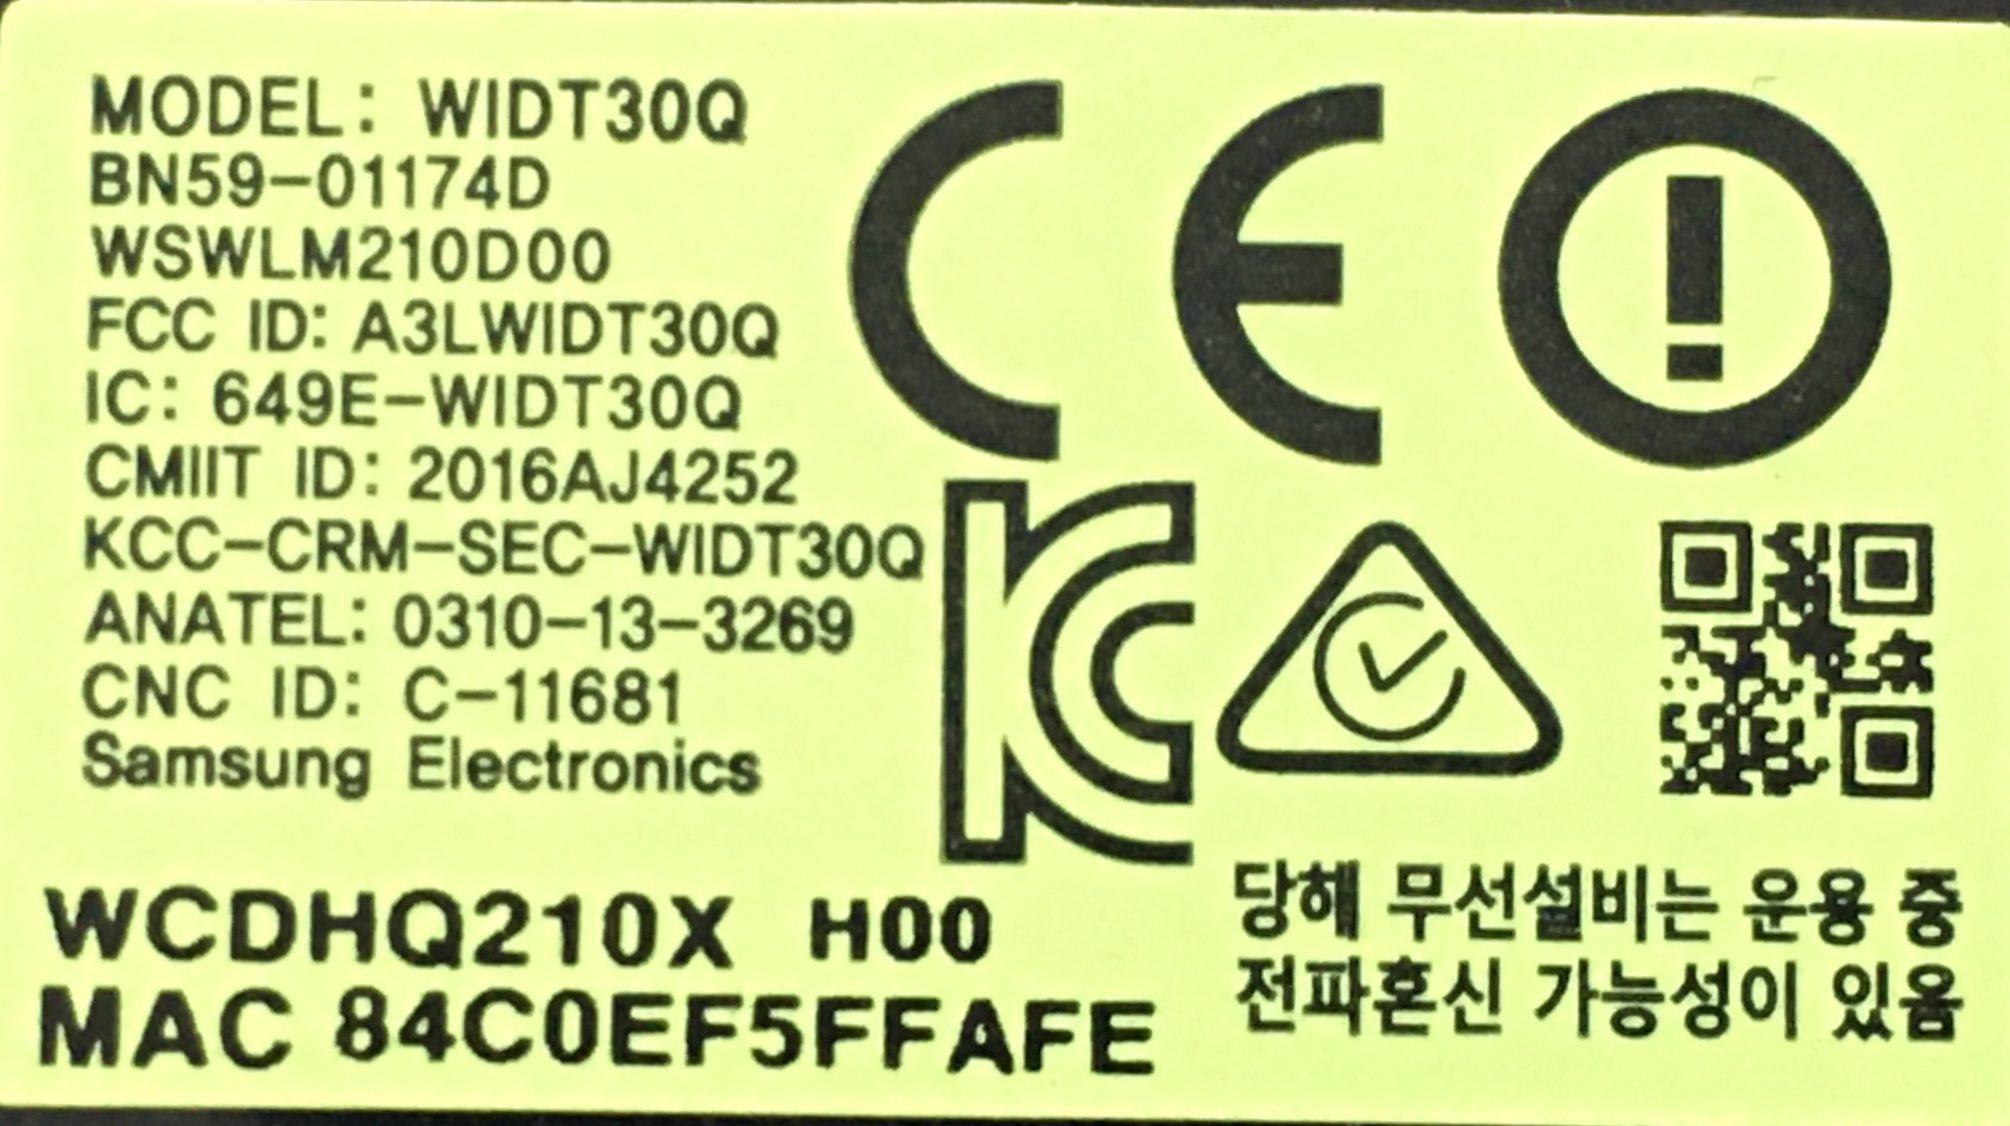 MODEL: WIDT30Q
BN59-01174D
WSWLM210D00
FCC ID: A3LWIDT30Q
IC: 649E-WIDT30Q
CMIIT ID: 2016AJ4252
KCC-CRM-SEC-WIDT30Q
ANATEL: 0310-13-3269
CNC ID: C-11681
Samsung Electronics
WCDHQ210X H00
MAC 84C0EF5FFAFE
CE
KC
당해 무선설비는 운용 중
전파혼신 가능성이 있음